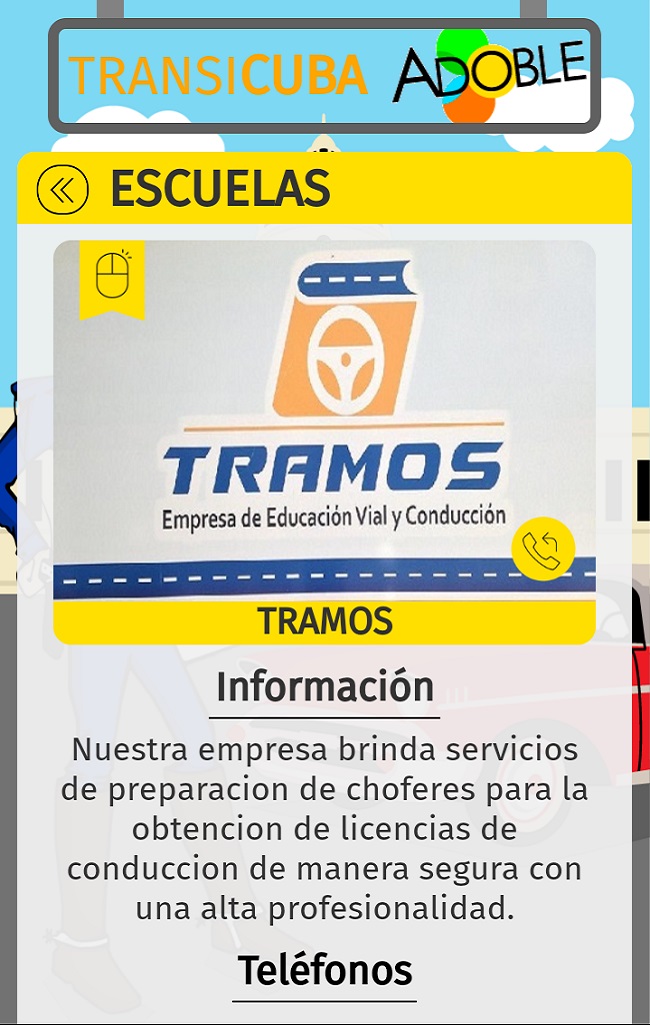 TRANSICUBA ADOBLE
ESCUELAS
TRAMOS
Empresa de Educación Vial y Conducción
TRAMOS
Información
Nuestra empresa brinda servicios
de preparacion de choferes para la
obtencion de licencias de
conduccion de manera segura con
una alta profesionalidad.
Teléfonos